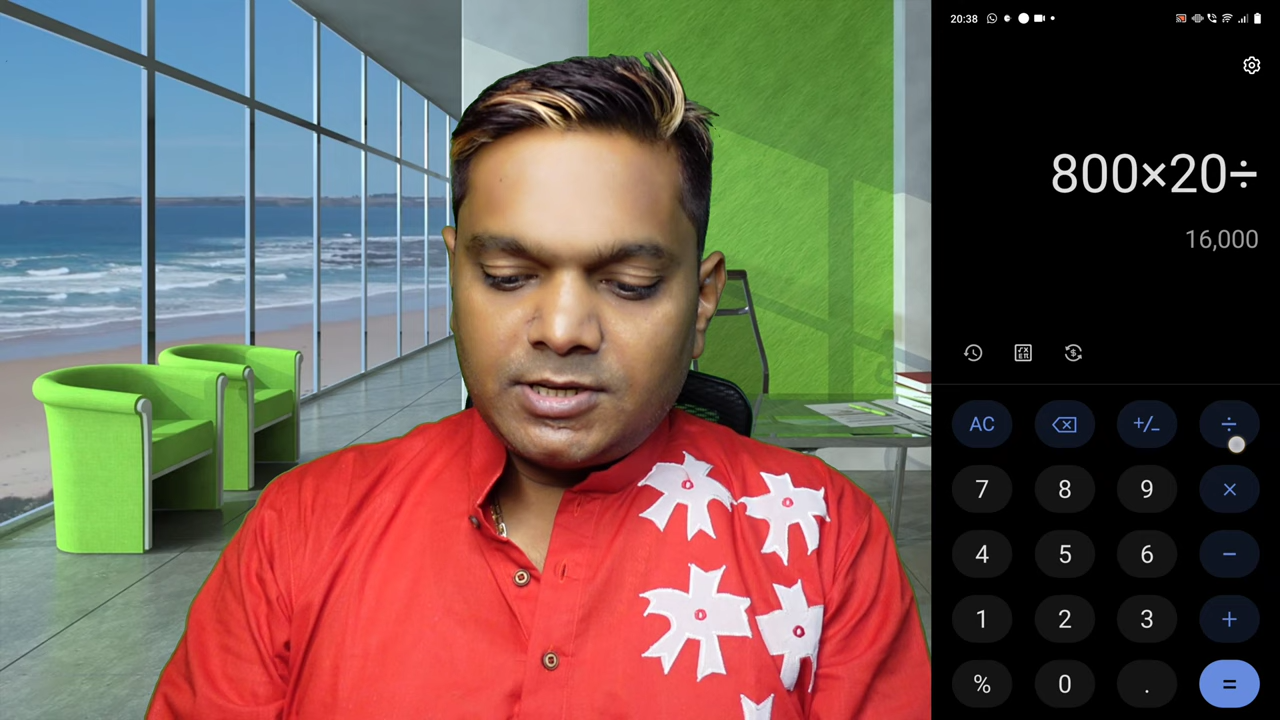 20:38
800×20÷
16,000
AC +/− ÷
7 8 9 ×
4 5 6 −
1 2 3 +
% 0 . =